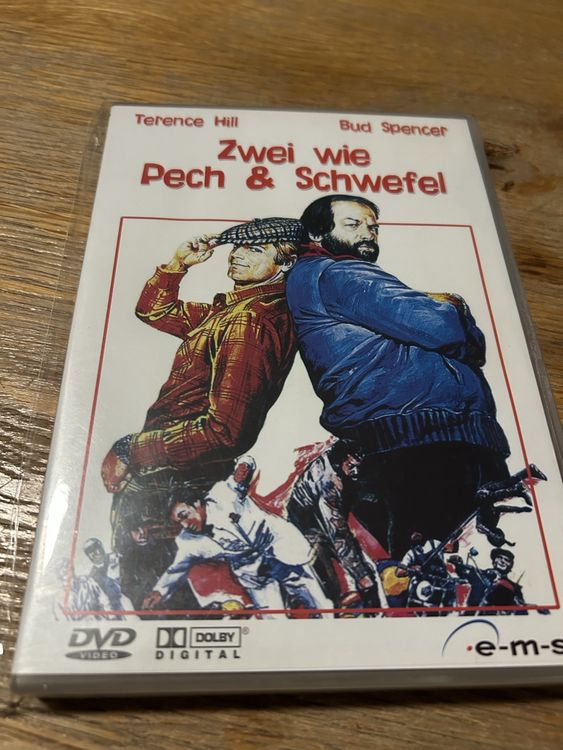 Terence Hill Bud Spencer
Zwei wie
Pech & Schwefel
DVD DOLBY®
VIDEO DIGITAL
e-m-s